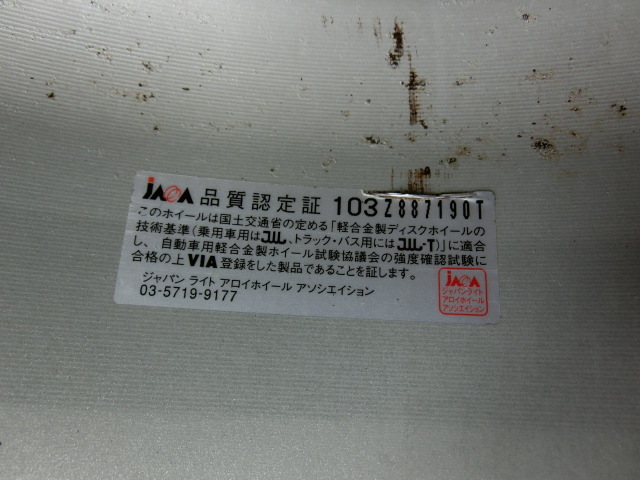 JAWA 品質認定証 103Z887190T
このホイールは国土交通省の定める「軽合金製ディスクホイールの
技術基準（乗用車用はJWL、トラック・バス用にはJWL-T）」に適合
し、自動車用軽合金製ホイール試験協議会の強度確認試験に
合格の上VIA登録をした製品であることを証します。
ジャパン ライト アロイホイール アソシエイション
03-5719-9177
JAWA
ジャパンライト
アロイホイール
アソシエイション